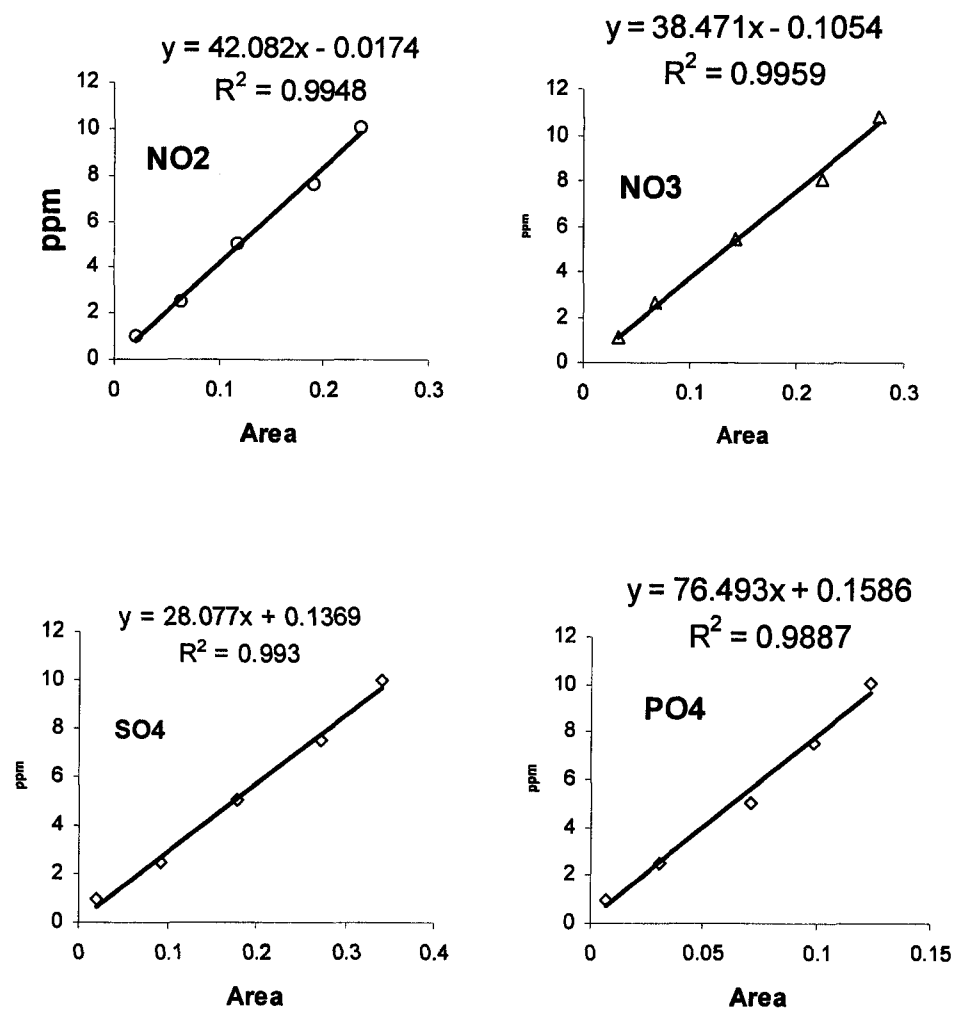 y = 42.082x - 0.0174
R² = 0.9948
12
10
8
6
4
2
0
ppm
NO2
0 0.1 0.2 0.3
Area
y = 38.471x - 0.1054
R² = 0.9959
12
10
8
6
4
2
0
ppm
NO3
0 0.1 0.2 0.3
Area
y = 28.077x + 0.1369
R² = 0.993
12
10
8
6
4
2
0
ppm
SO4
0 0.1 0.2 0.3 0.4
Area
y = 76.493x + 0.1586
R² = 0.9887
12
10
8
6
4
2
0
ppm
PO4
0 0.05 0.1 0.15
Area